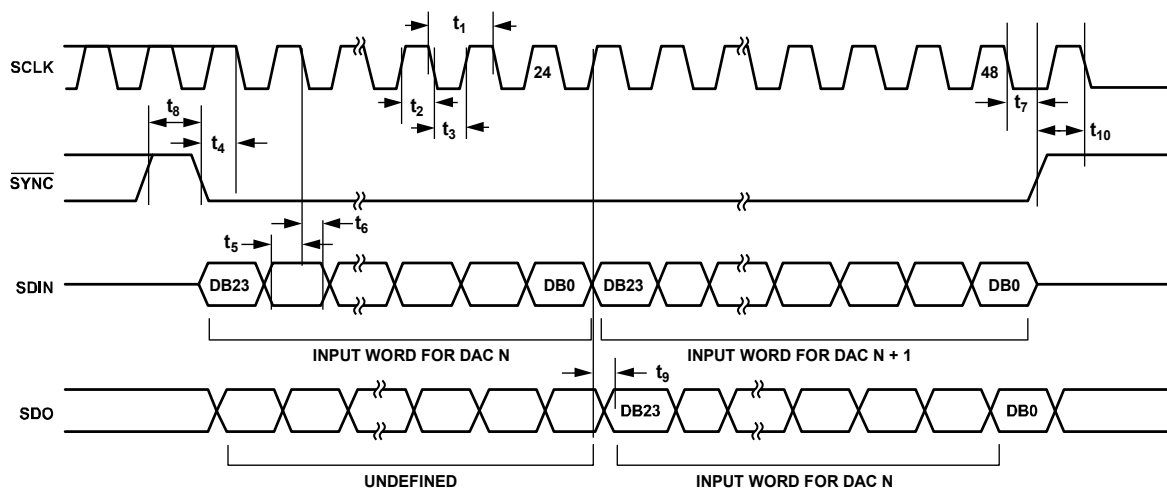 t1
SCLK
24
48
t2
t3
t7
t8
t4
t10
SYNC
t6
t5
SDIN
DB23
DB0
DB23
DB0
INPUT WORD FOR DAC N
INPUT WORD FOR DAC N + 1
t9
SDO
DB23
DB0
UNDEFINED
INPUT WORD FOR DAC N